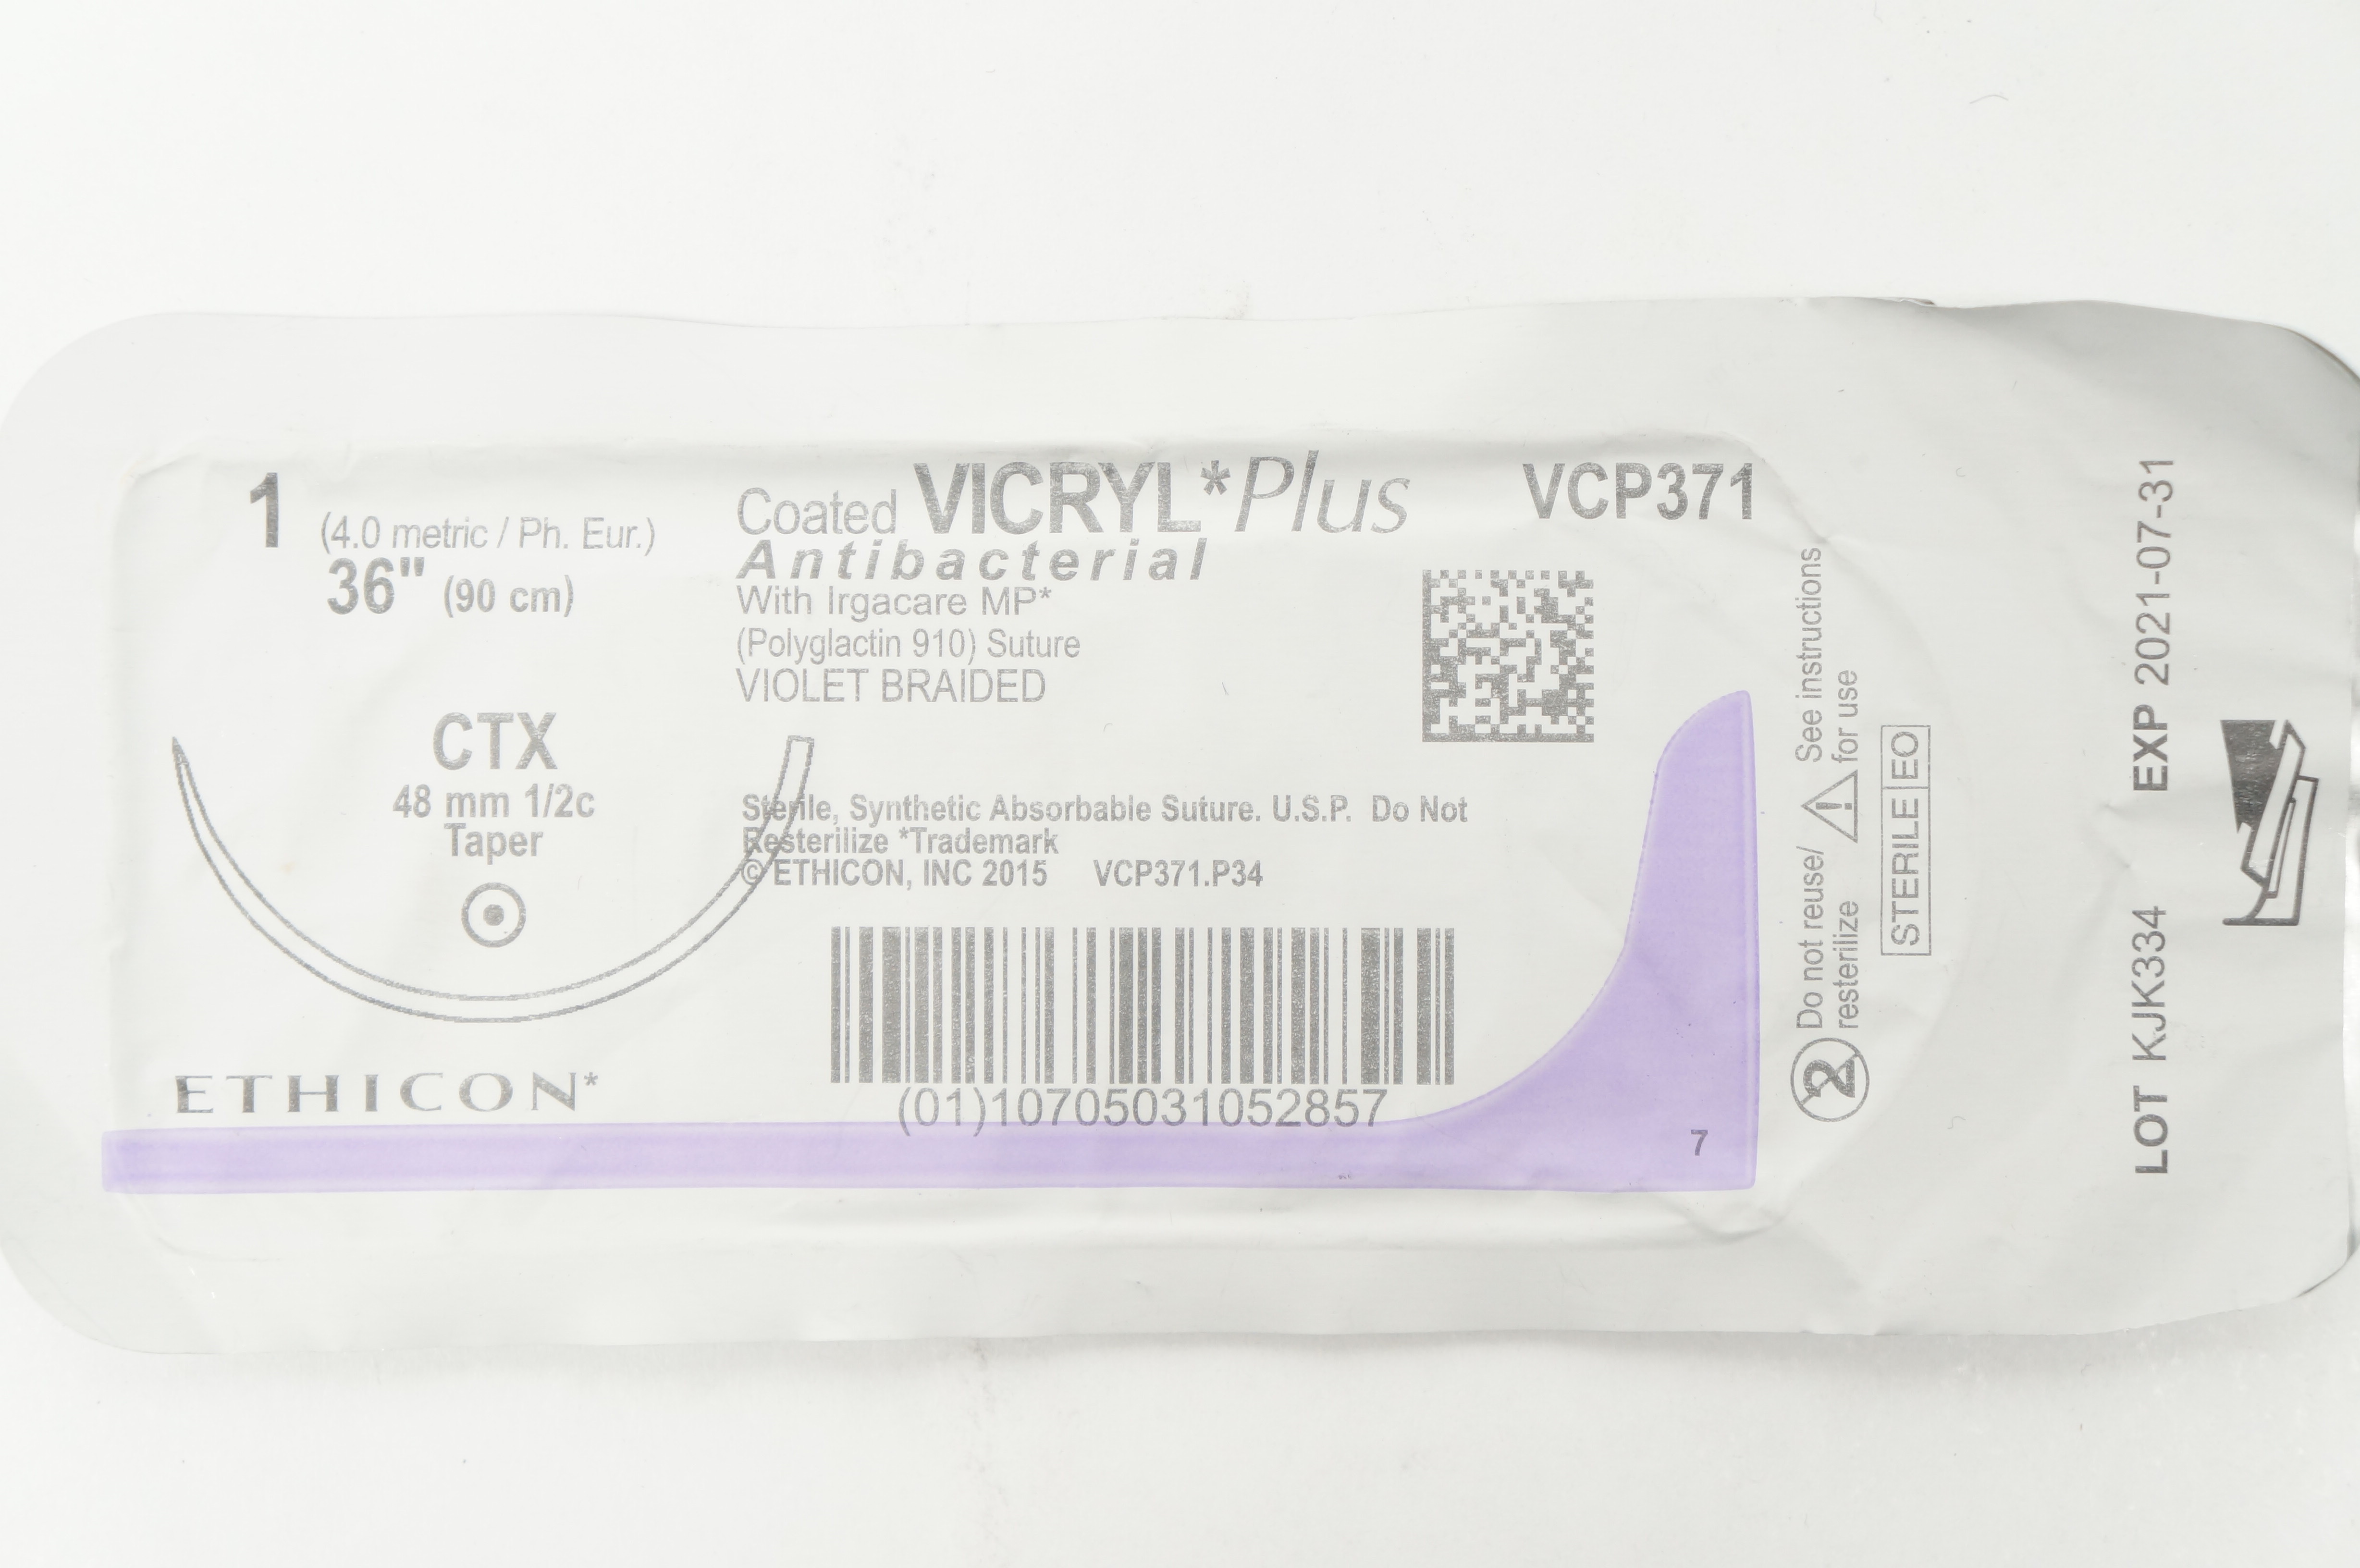 1 (4.0 metric / Ph. Eur.)
36" (90 cm)
CTX
48 mm 1/2c
Taper
ETHICON*
Coated VICRYL*Plus
Antibacterial
With Irgacare MP*
(Polyglactin 910) Suture
VIOLET BRAIDED
VCP371
Sterile, Synthetic Absorbable Suture. U.S.P. Do Not
Resterilize *Trademark
© ETHICON, INC 2015 VCP371.P34
(01)10705031052857
7
2
Do not reuse/
resterilize
See instructions
for use
STERILE EO
LOT KJK334 EXP 2021-07-31